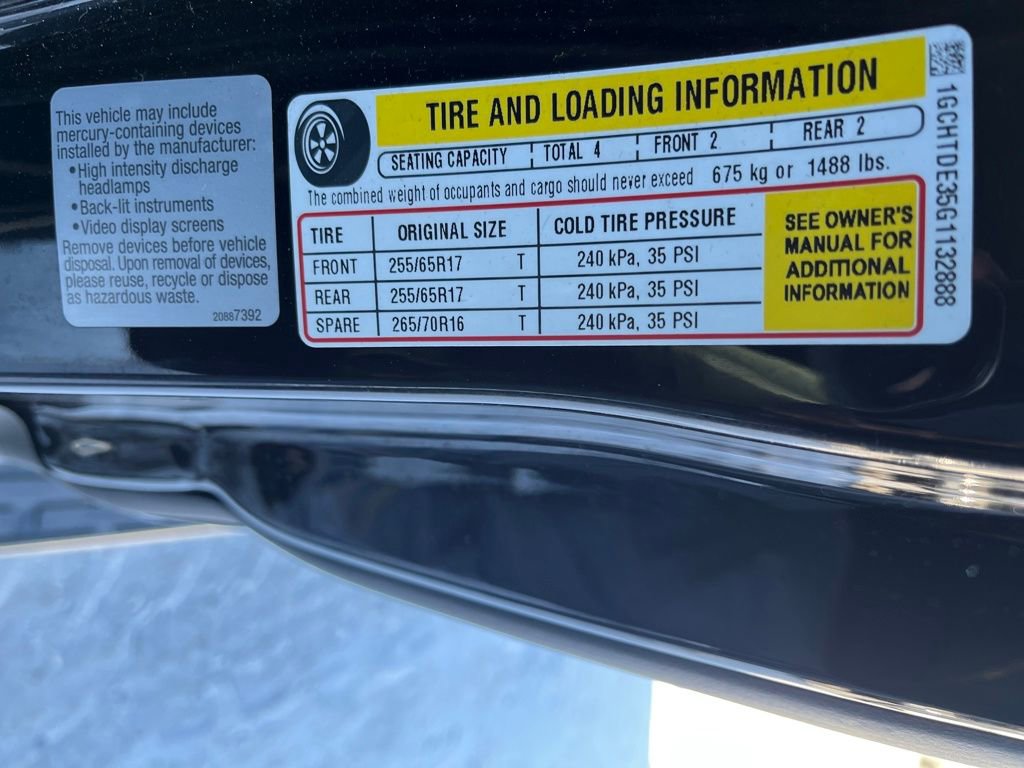 This vehicle may include
mercury-containing devices
installed by the manufacturer:
•High intensity discharge
headlamps
•Back-lit instruments
•Video display screens
Remove devices before vehicle
disposal. Upon removal of devices,
please reuse, recycle or dispose
as hazardous waste.
20887392
TIRE AND LOADING INFORMATION
SEATING CAPACITY TOTAL 4 FRONT 2 REAR 2
The combined weight of occupants and cargo should never exceed 675 kg or 1488 lbs.
TIRE ORIGINAL SIZE COLD TIRE PRESSURE
FRONT 255/65R17 T 240 kPa, 35 PSI
REAR 255/65R17 T 240 kPa, 35 PSI
SPARE 265/70R16 T 240 kPa, 35 PSI
SEE OWNER'S
MANUAL FOR
ADDITIONAL
INFORMATION
1GCHTDE35G1132888